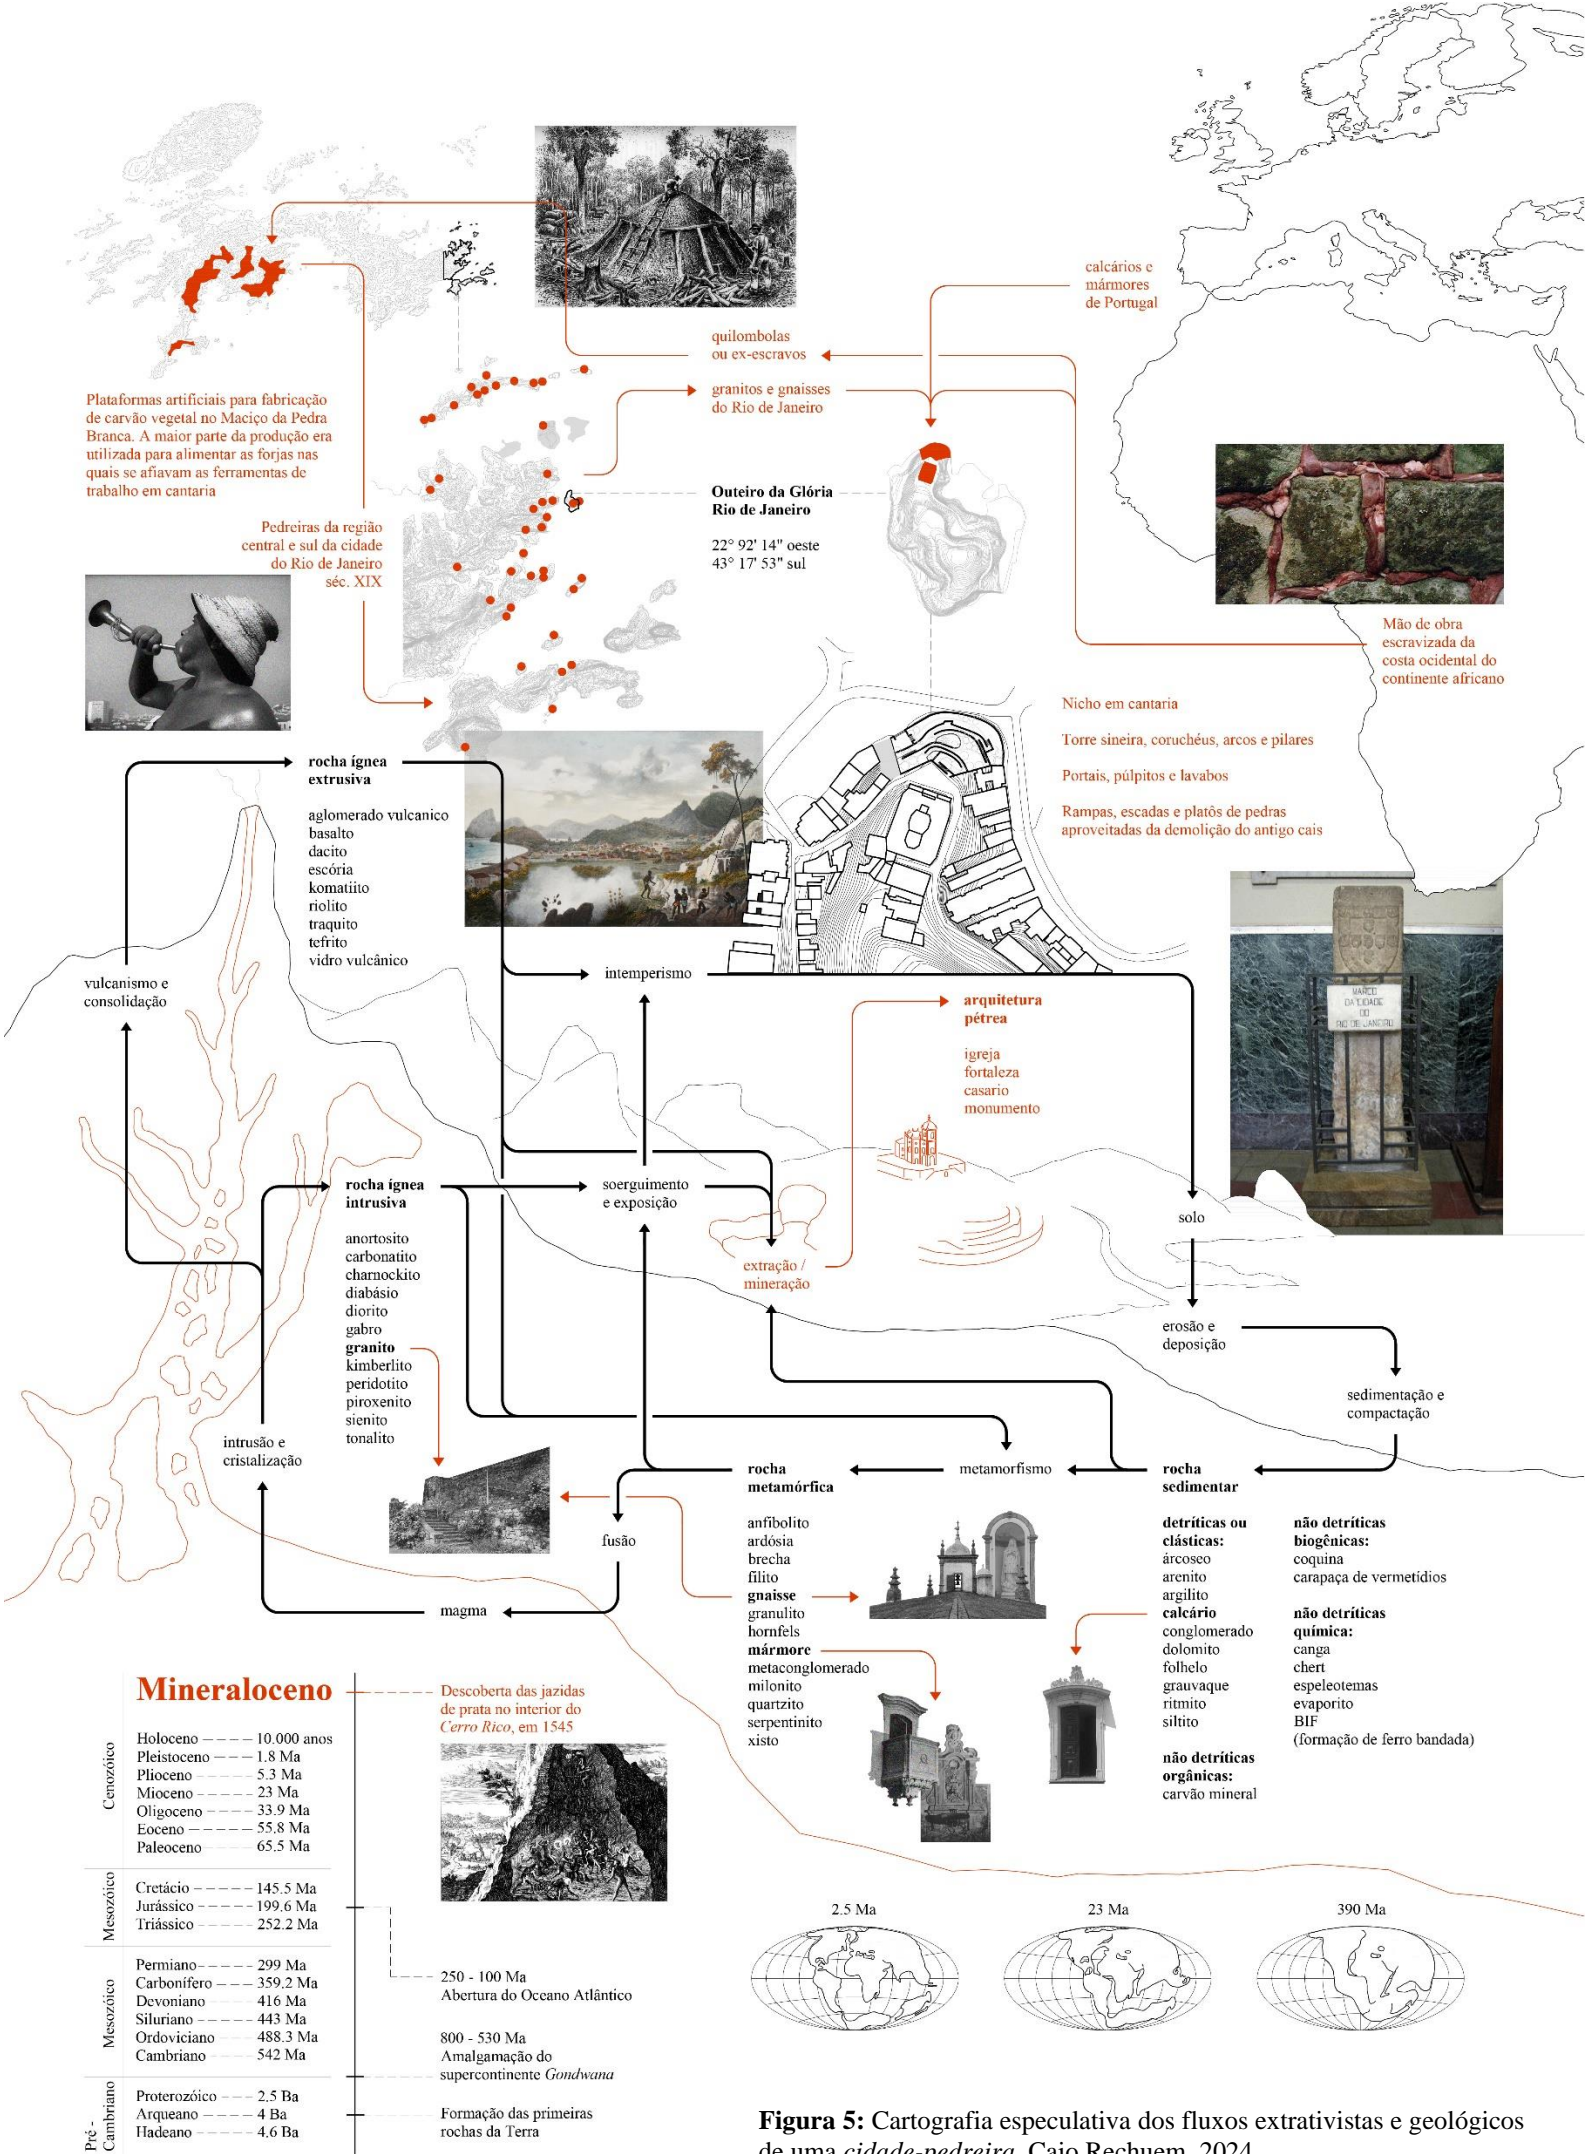 calcários e
mármores
de Portugal
quilombolas
ou ex-escravos
granitos e gnaisses
do Rio de Janeiro
Plataformas artificiais para fabricação
de carvão vegetal no Maciço da Pedra
Branca. A maior parte da produção era
utilizada para alimentar as forjas nas
quais se afiavam as ferramentas de
trabalho em cantaria
Pedreiras da região
central e sul da cidade
do Rio de Janeiro
séc. XIX
Outeiro da Glória
Rio de Janeiro
22° 92' 14" oeste
43° 17' 53" sul
Mão de obra
escravizada da
costa ocidental do
continente africano
Nicho em cantaria
Torre sineira, coruchéus, arcos e pilares
Portais, púlpitos e lavabos
Rampas, escadas e platôs de pedras
aproveitadas da demolição do antigo cais
rocha ígnea
extrusiva
aglomerado vulcanico
basalto
dacito
escória
komatiito
riolito
traquito
tefrito
vidro vulcânico
vulcanismo e
consolidação
intemperismo
MARCO
DA CIDADE
DO
RIO DE JANEIRO
arquitetura
pétrea
igreja
fortaleza
casario
monumento
rocha ígnea
intrusiva
anortosito
carbonatito
charnockito
diabásio
diorito
gabro
granito
kimberlito
peridotito
piroxenito
sienito
tonalito
soerguimento
e exposição
extração /
mineração
solo
erosão e
deposição
sedimentação e
compactação
intrusão e
cristalização
rocha
metamórfica
metamorfismo
rocha
sedimentar
fusão
magma
anfibolito
ardósia
brecha
filito
gnaisse
granulito
hornfels
mármore
metaconglomerado
milonito
quartzito
serpentinito
xisto
detríticas ou
clásticas:
árcoseo
arenito
argilito
calcário
conglomerado
dolomito
folhelo
grauvaque
ritmito
siltito
não detríticas
orgânicas:
carvão mineral
não detríticas
biogênicas:
coquina
carapaça de vermetídios
não detríticas
química:
canga
chert
espeleotemas
evaporito
BIF
(formação de ferro bandada)
Mineraloceno
Descoberta das jazidas
de prata no interior do
Cerro Rico, em 1545
Cenozóico
Holoceno 10.000 anos
Pleistoceno 1.8 Ma
Plioceno 5.3 Ma
Mioceno 23 Ma
Oligoceno 33.9 Ma
Eoceno 55.8 Ma
Paleoceno 65.5 Ma
Mesozóico
Cretácio 145.5 Ma
Jurássico 199.6 Ma
Triássico 252.2 Ma
Mesozóico
Permiano 299 Ma
Carbonífero 359.2 Ma
Devoniano 416 Ma
Siluriano 443 Ma
Ordoviciano 488.3 Ma
Cambriano 542 Ma
Pré -
Cambriano
Proterozóico 2.5 Ba
Arqueano 4 Ba
Hadeano 4.6 Ba
250 - 100 Ma
Abertura do Oceano Atlântico
800 - 530 Ma
Amalgamação do
supercontinente Gondwana
Formação das primeiras
rochas da Terra
2.5 Ma
23 Ma
390 Ma
Figura 5: Cartografia especulativa dos fluxos extrativistas e geológicos
de uma cidade-pedreira. Caio Rechuem, 2024